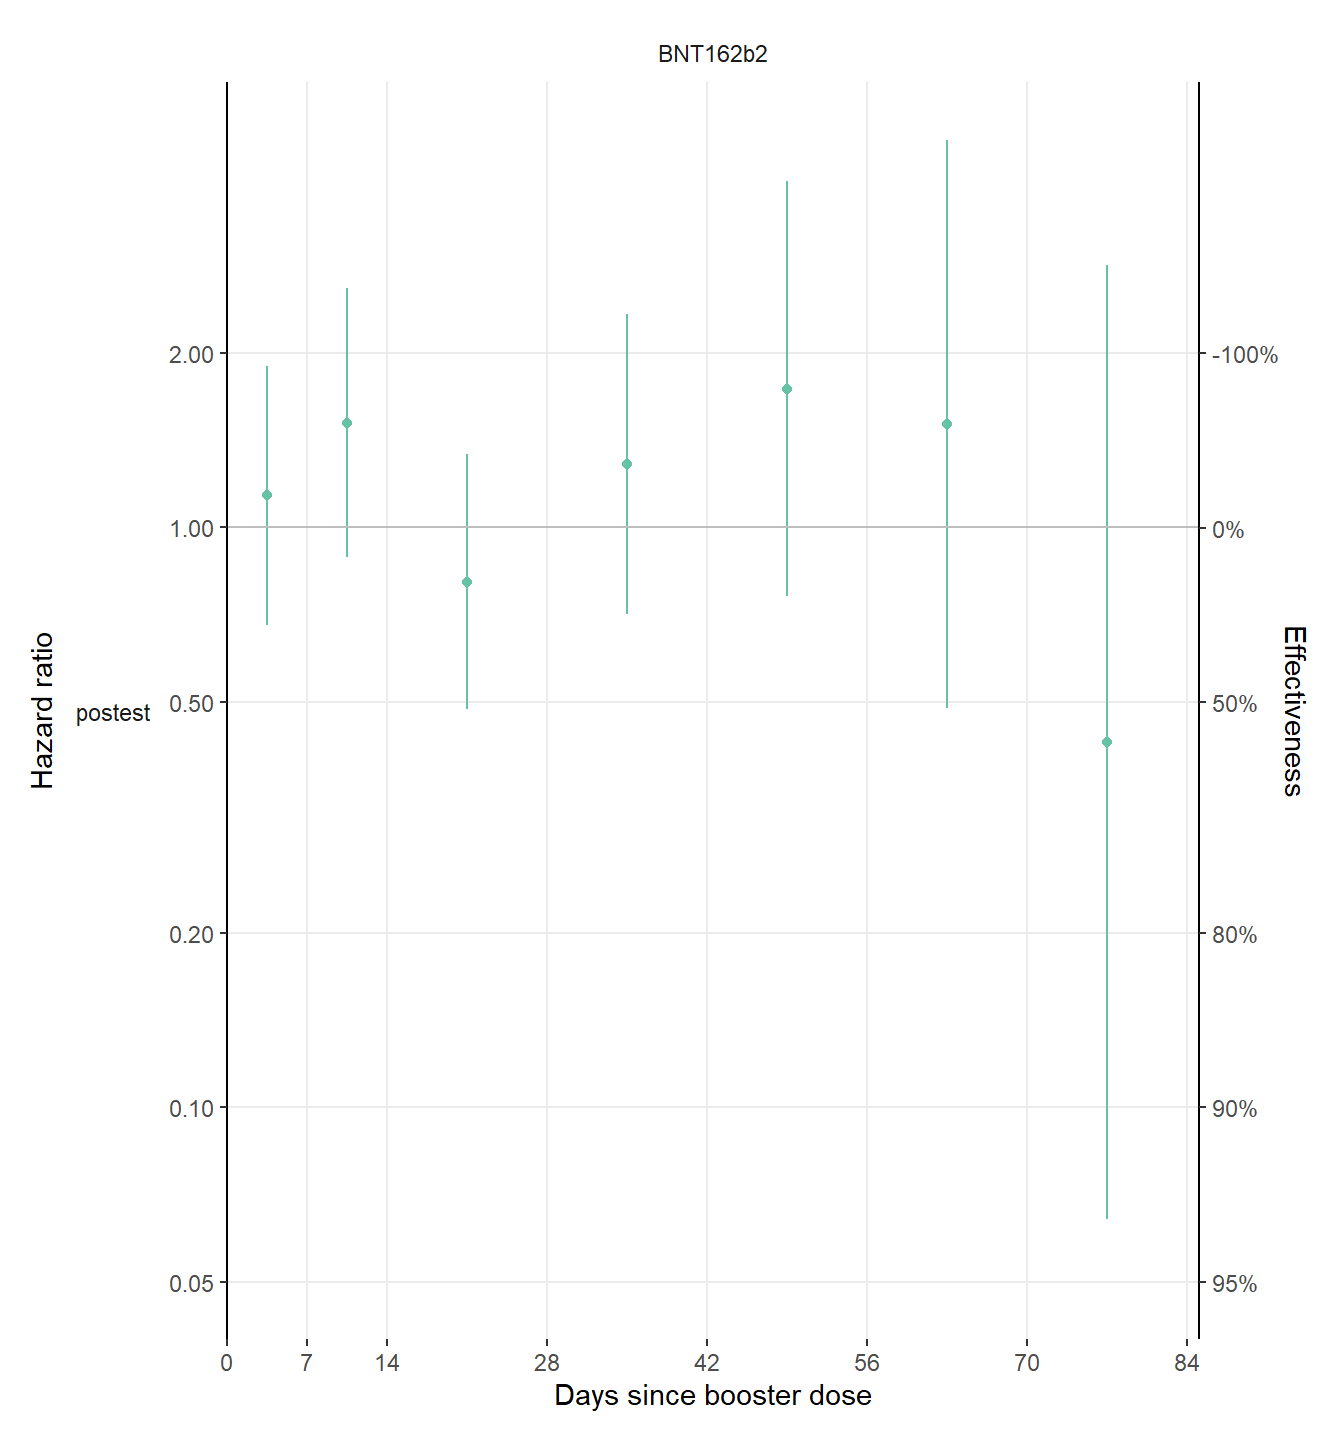 BNT162b2
Hazard ratio
postest
2.00
1.00
0.50
0.20
0.10
0.05
-100%
0%
50%
80%
90%
95%
Effectiveness
0 7 14 28 42 56 70 84
Days since booster dose